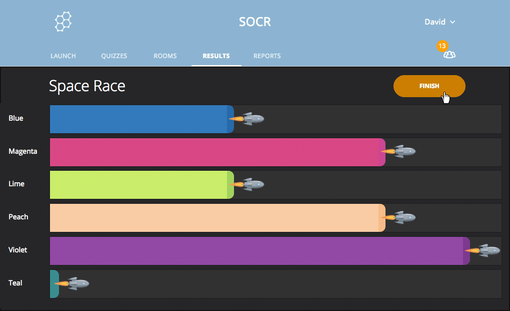 SOCR
David
LAUNCH QUIZZES ROOMS RESULTS REPORTS
13
Space Race
FINISH
Blue
Magenta
Lime
Peach
Violet
Teal